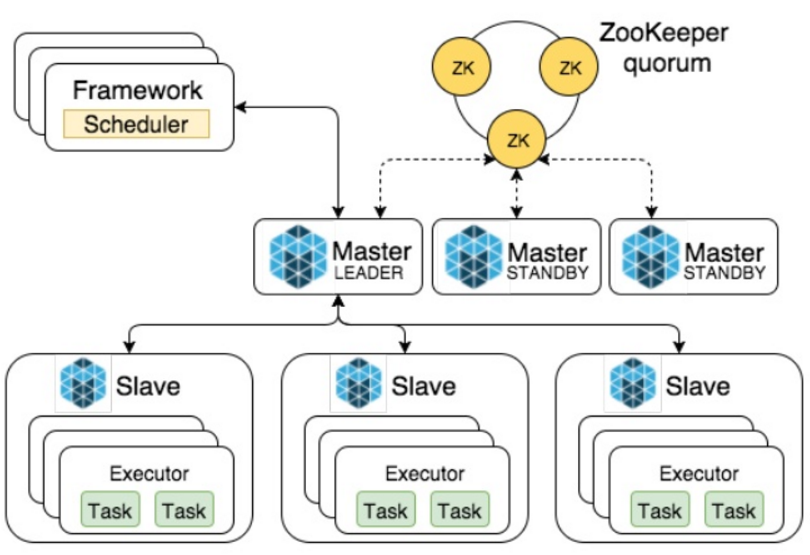 Framework
Scheduler
ZooKeeper
quorum
ZK
ZK
ZK
Master
LEADER
Master
STANDBY
Master
STANDBY
Slave
Slave
Slave
Executor
Task Task
Executor
Task Task
Executor
Task Task